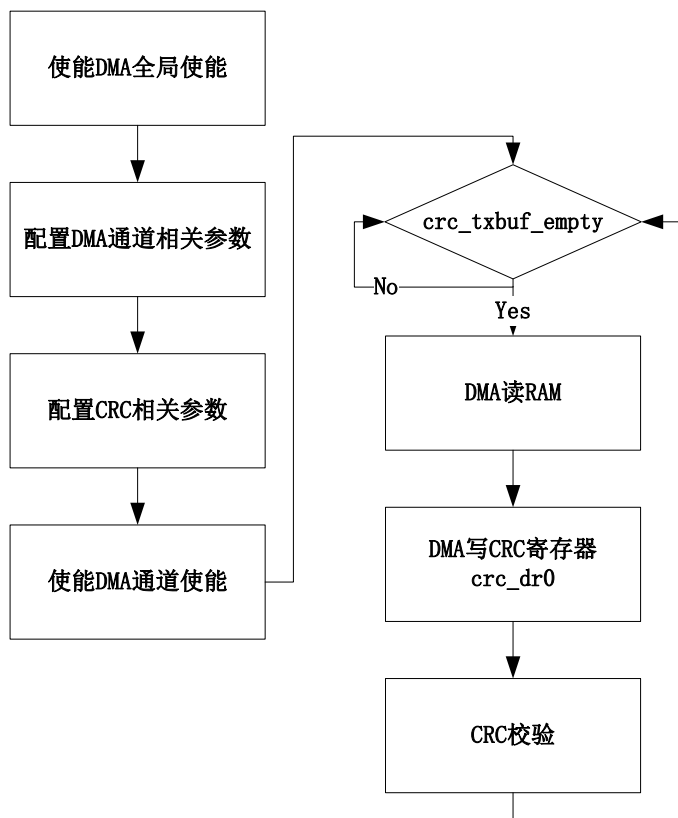 使能DMA全局使能
配置DMA通道相关参数
配置CRC相关参数
使能DMA通道使能
crc_txbuf_empty
No
Yes
DMA读RAM
DMA写CRC寄存器
crc_dr0
CRC校验